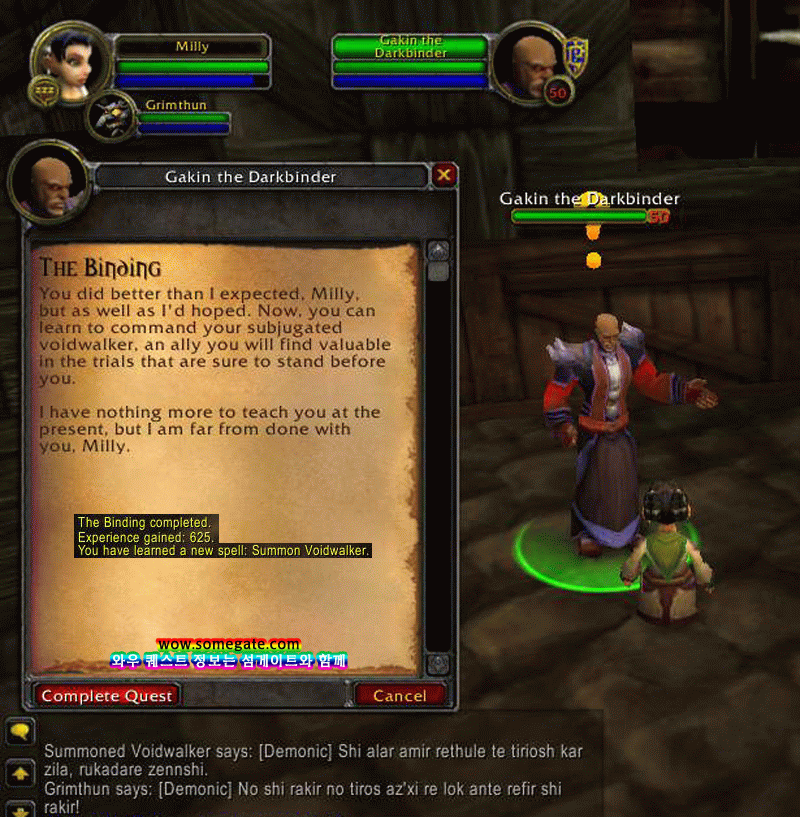 Milly
zzz
Grimthun
Gakin the
Darkbinder
50
Gakin the Darkbinder
Gakin the Darkbinder
50
The Binding
You did better than I expected, Milly,
but as well as I'd hoped. Now, you can
learn to command your subjugated
voidwalker, an ally you will find valuable
in the trials that are sure to stand before
you.
I have nothing more to teach you at the
present, but I am far from done with
you, Milly.
The Binding completed.
Experience gained: 625.
You have learned a new spell: Summon Voidwalker.
wow.somegate.com
와우 퀘스트 정보는 섬게이트와 함께
Complete Quest
Cancel
Summoned Voidwalker says: [Demonic] Shi alar amir rethule te tiriosh kar
zila, rukadare zennshi.
Grimthun says: [Demonic] No shi rakir no tiros az'xi re lok ante refir shi
rakir!